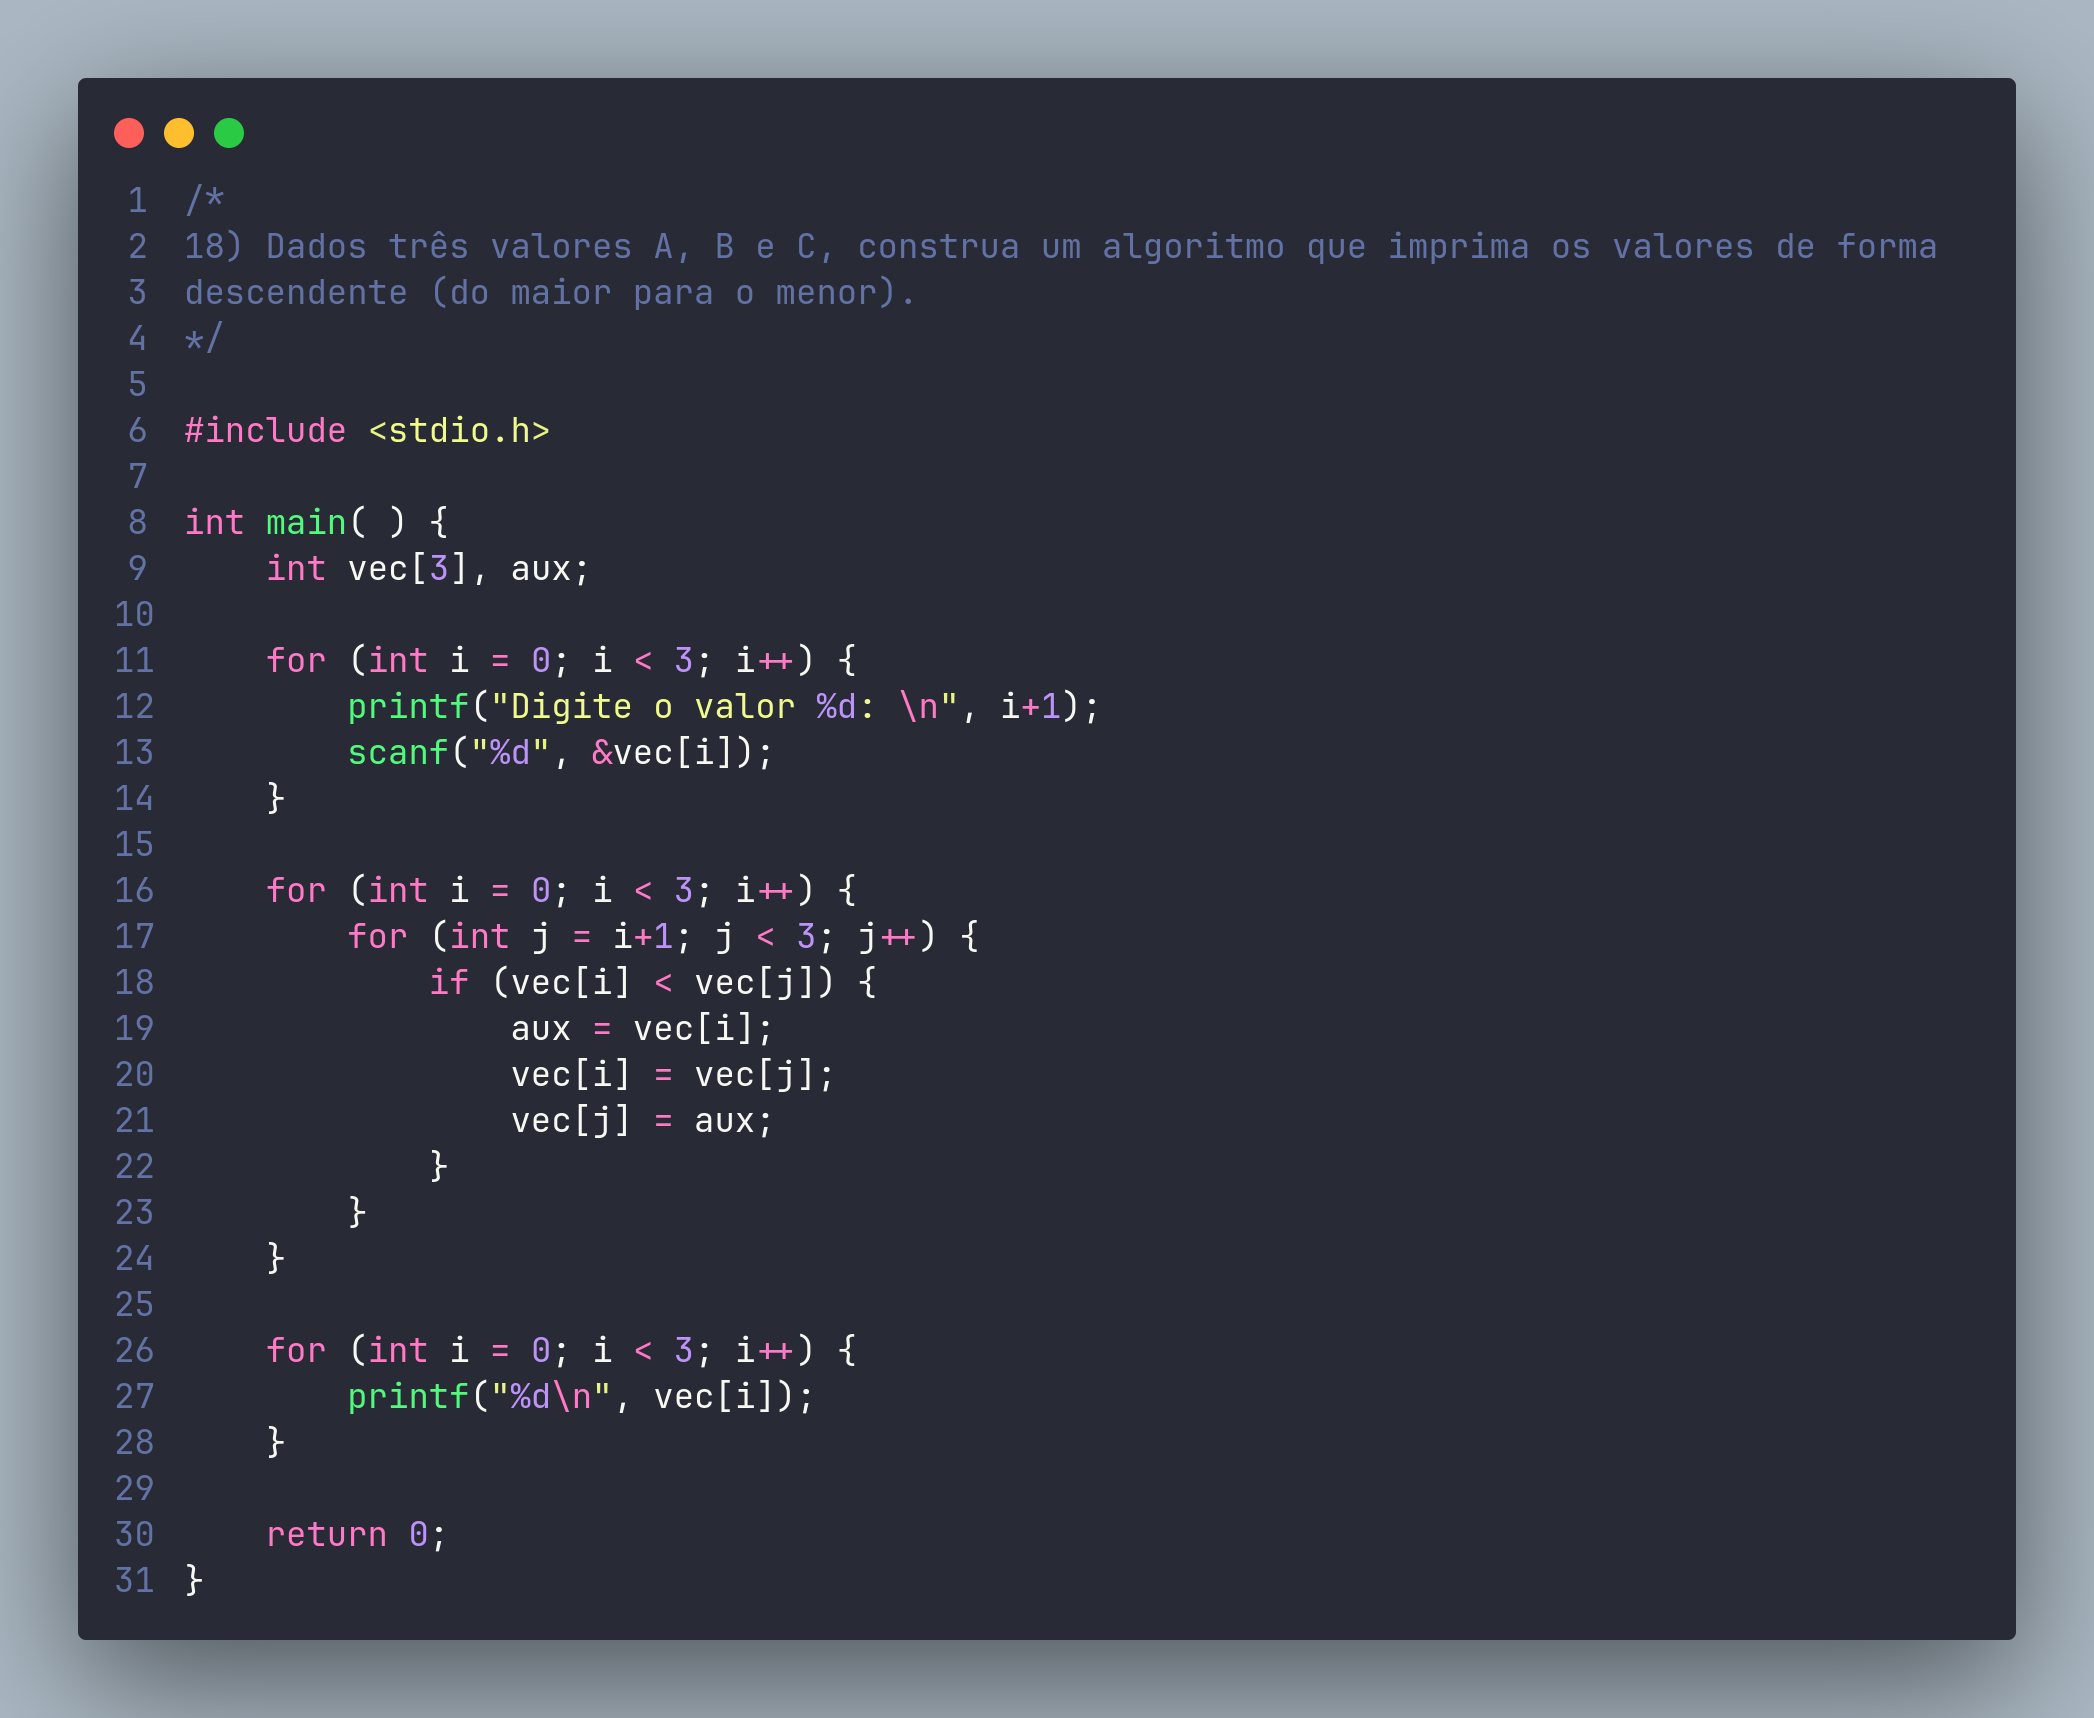 1 /*
2 18) Dados três valores A, B e C, construa um algoritmo que imprima os valores de forma
3 descendente (do maior para o menor).
4 */
5
6 #include <stdio.h>
7
8 int main( ) {
9     int vec[3], aux;
10
11     for (int i = 0; i < 3; i++) {
12         printf("Digite o valor %d: \n", i+1);
13         scanf("%d", &vec[i]);
14     }
15
16     for (int i = 0; i < 3; i++) {
17         for (int j = i+1; j < 3; j++) {
18             if (vec[i] < vec[j]) {
19                 aux = vec[i];
20                 vec[i] = vec[j];
21                 vec[j] = aux;
22             }
23         }
24     }
25
26     for (int i = 0; i < 3; i++) {
27         printf("%d\n", vec[i]);
28     }
29
30     return 0;
31 }